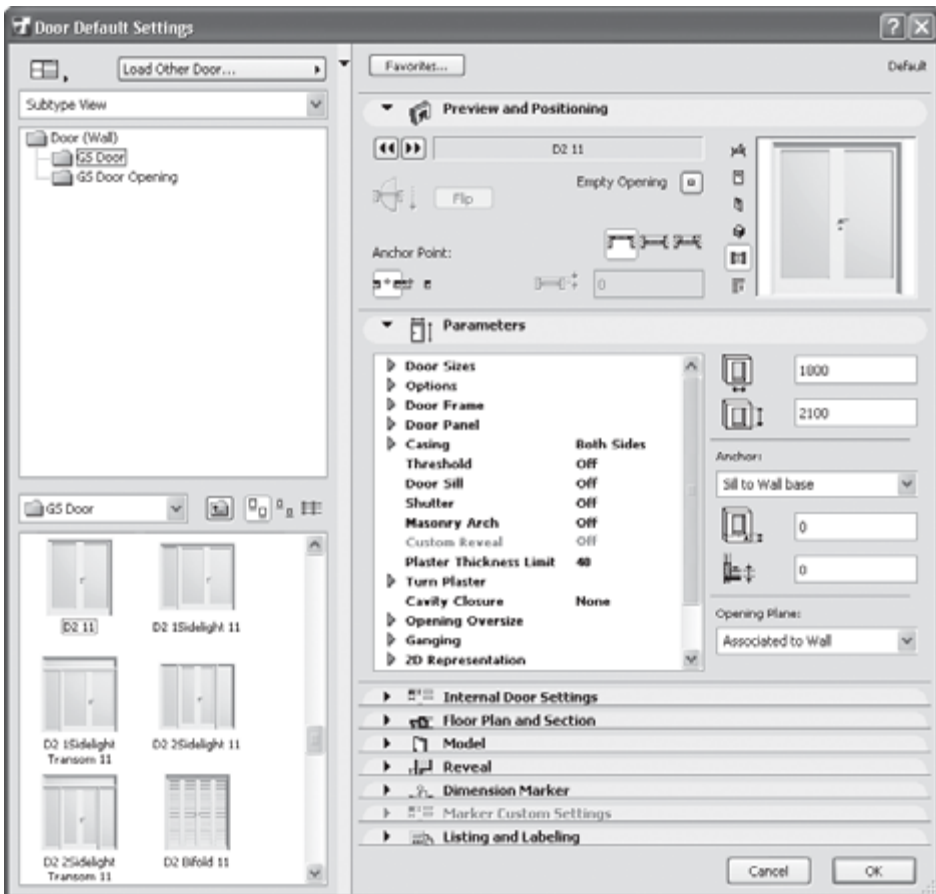 Door Default Settings
Load Other Door...
Subtype View
Door (Wall)
GS Door
GS Door Opening
GS Door
D2 11
D2 1Sidelight 11
D2 1Sidelight
Transom 11
D2 2Sidelight 11
D2 2Sidelight
Transom 11
D2 Bifold 11
Favorites...
Default
Preview and Positioning
D2 11
Empty Opening
Flip
Anchor Point:
0
Parameters
Door Sizes
Options
Door Frame
Door Panel
Casing Both Sides
Threshold Off
Door Sill Off
Shutter Off
Masonry Arch Off
Custom Reveal Off
Plaster Thickness Limit 40
Turn Plaster
Cavity Closure None
Opening Oversize
Ganging
2D Representation
1800
2100
Anchor:
Sill to Wall base
0
0
Opening Plane:
Associated to Wall
Internal Door Settings
Floor Plan and Section
Model
Reveal
Dimension Marker
Marker Custom Settings
Listing and Labeling
Cancel
OK